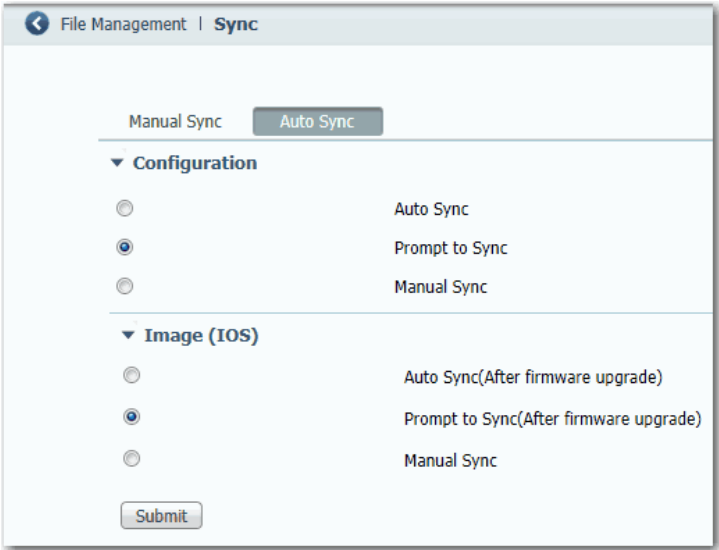 File Management | Sync
Manual Sync Auto Sync
Configuration
Auto Sync
Prompt to Sync
Manual Sync
Image (IOS)
Auto Sync(After firmware upgrade)
Prompt to Sync(After firmware upgrade)
Manual Sync
Submit